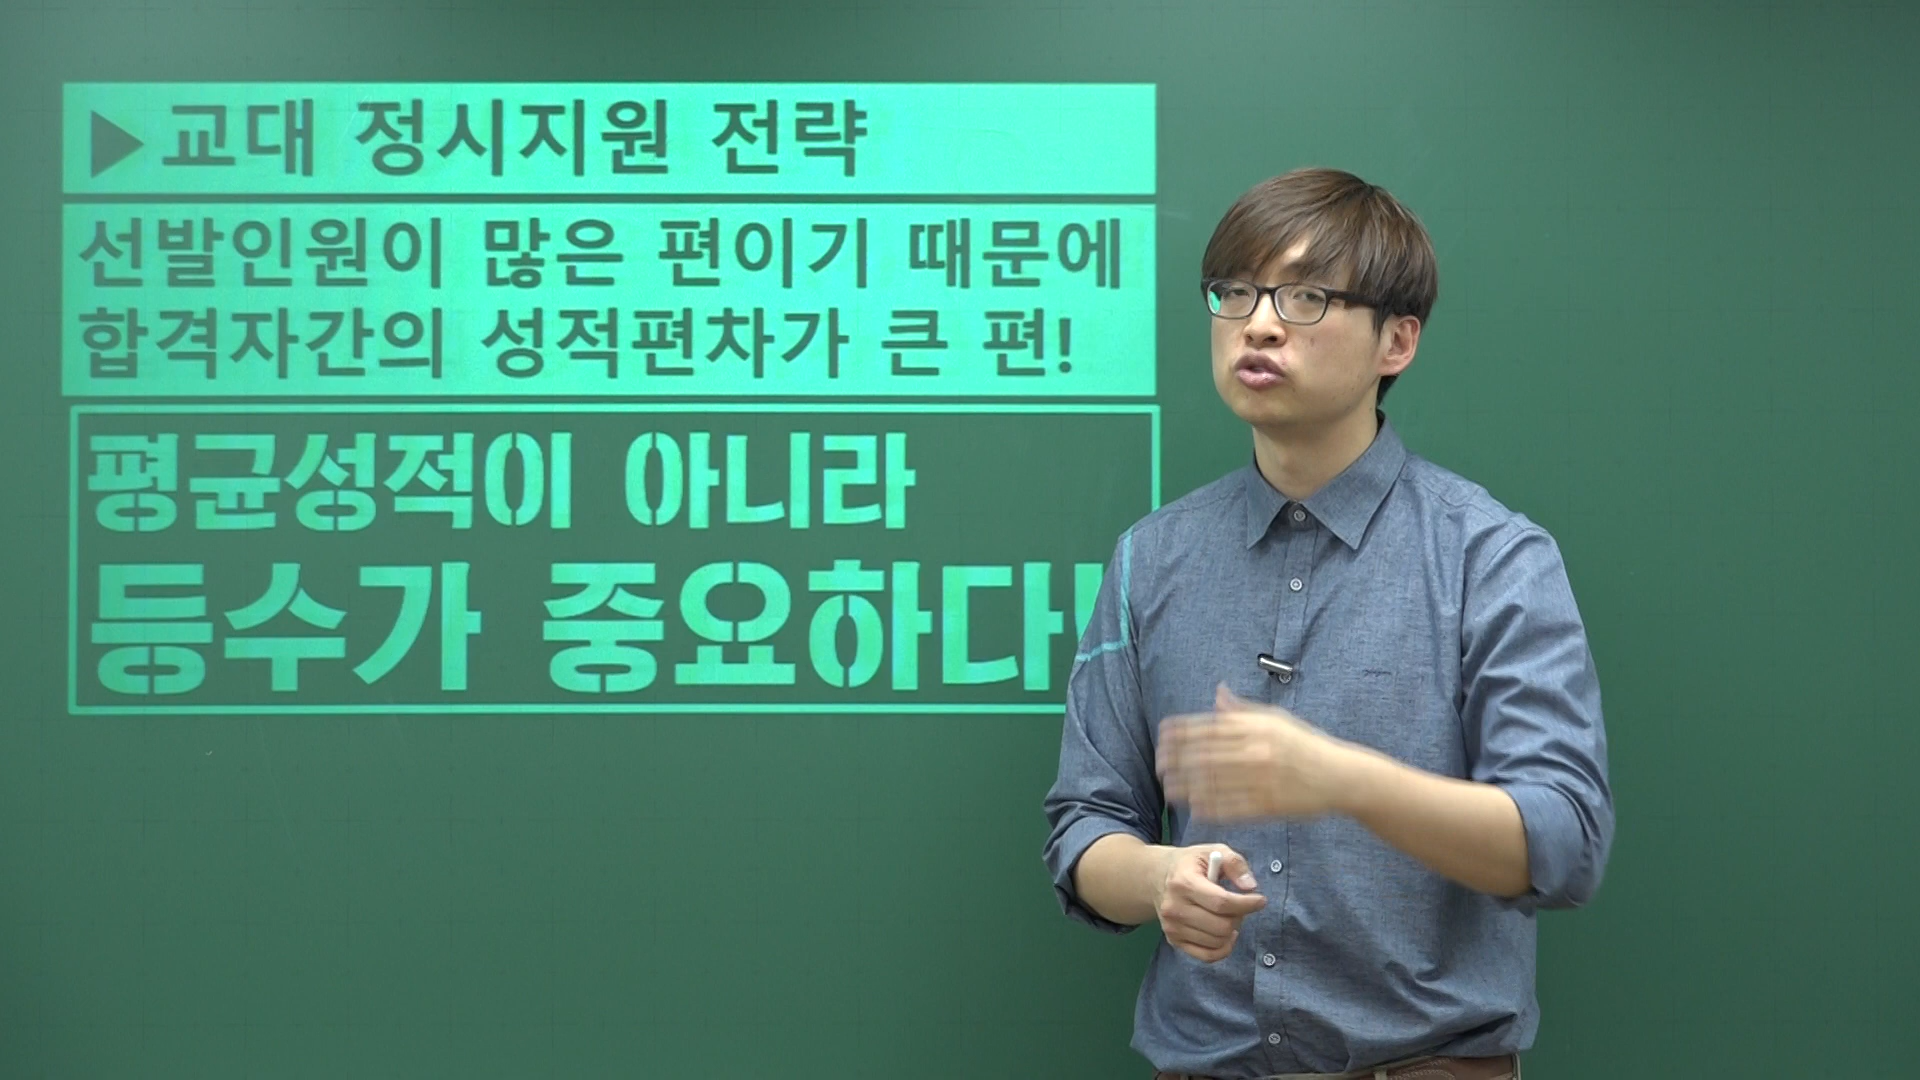 ▶교대 정시지원 전략
선발인원이 많은 편이기 때문에
합격자간의 성적편차가 큰 편!
평균성적이 아니라
등수가 중요하다!